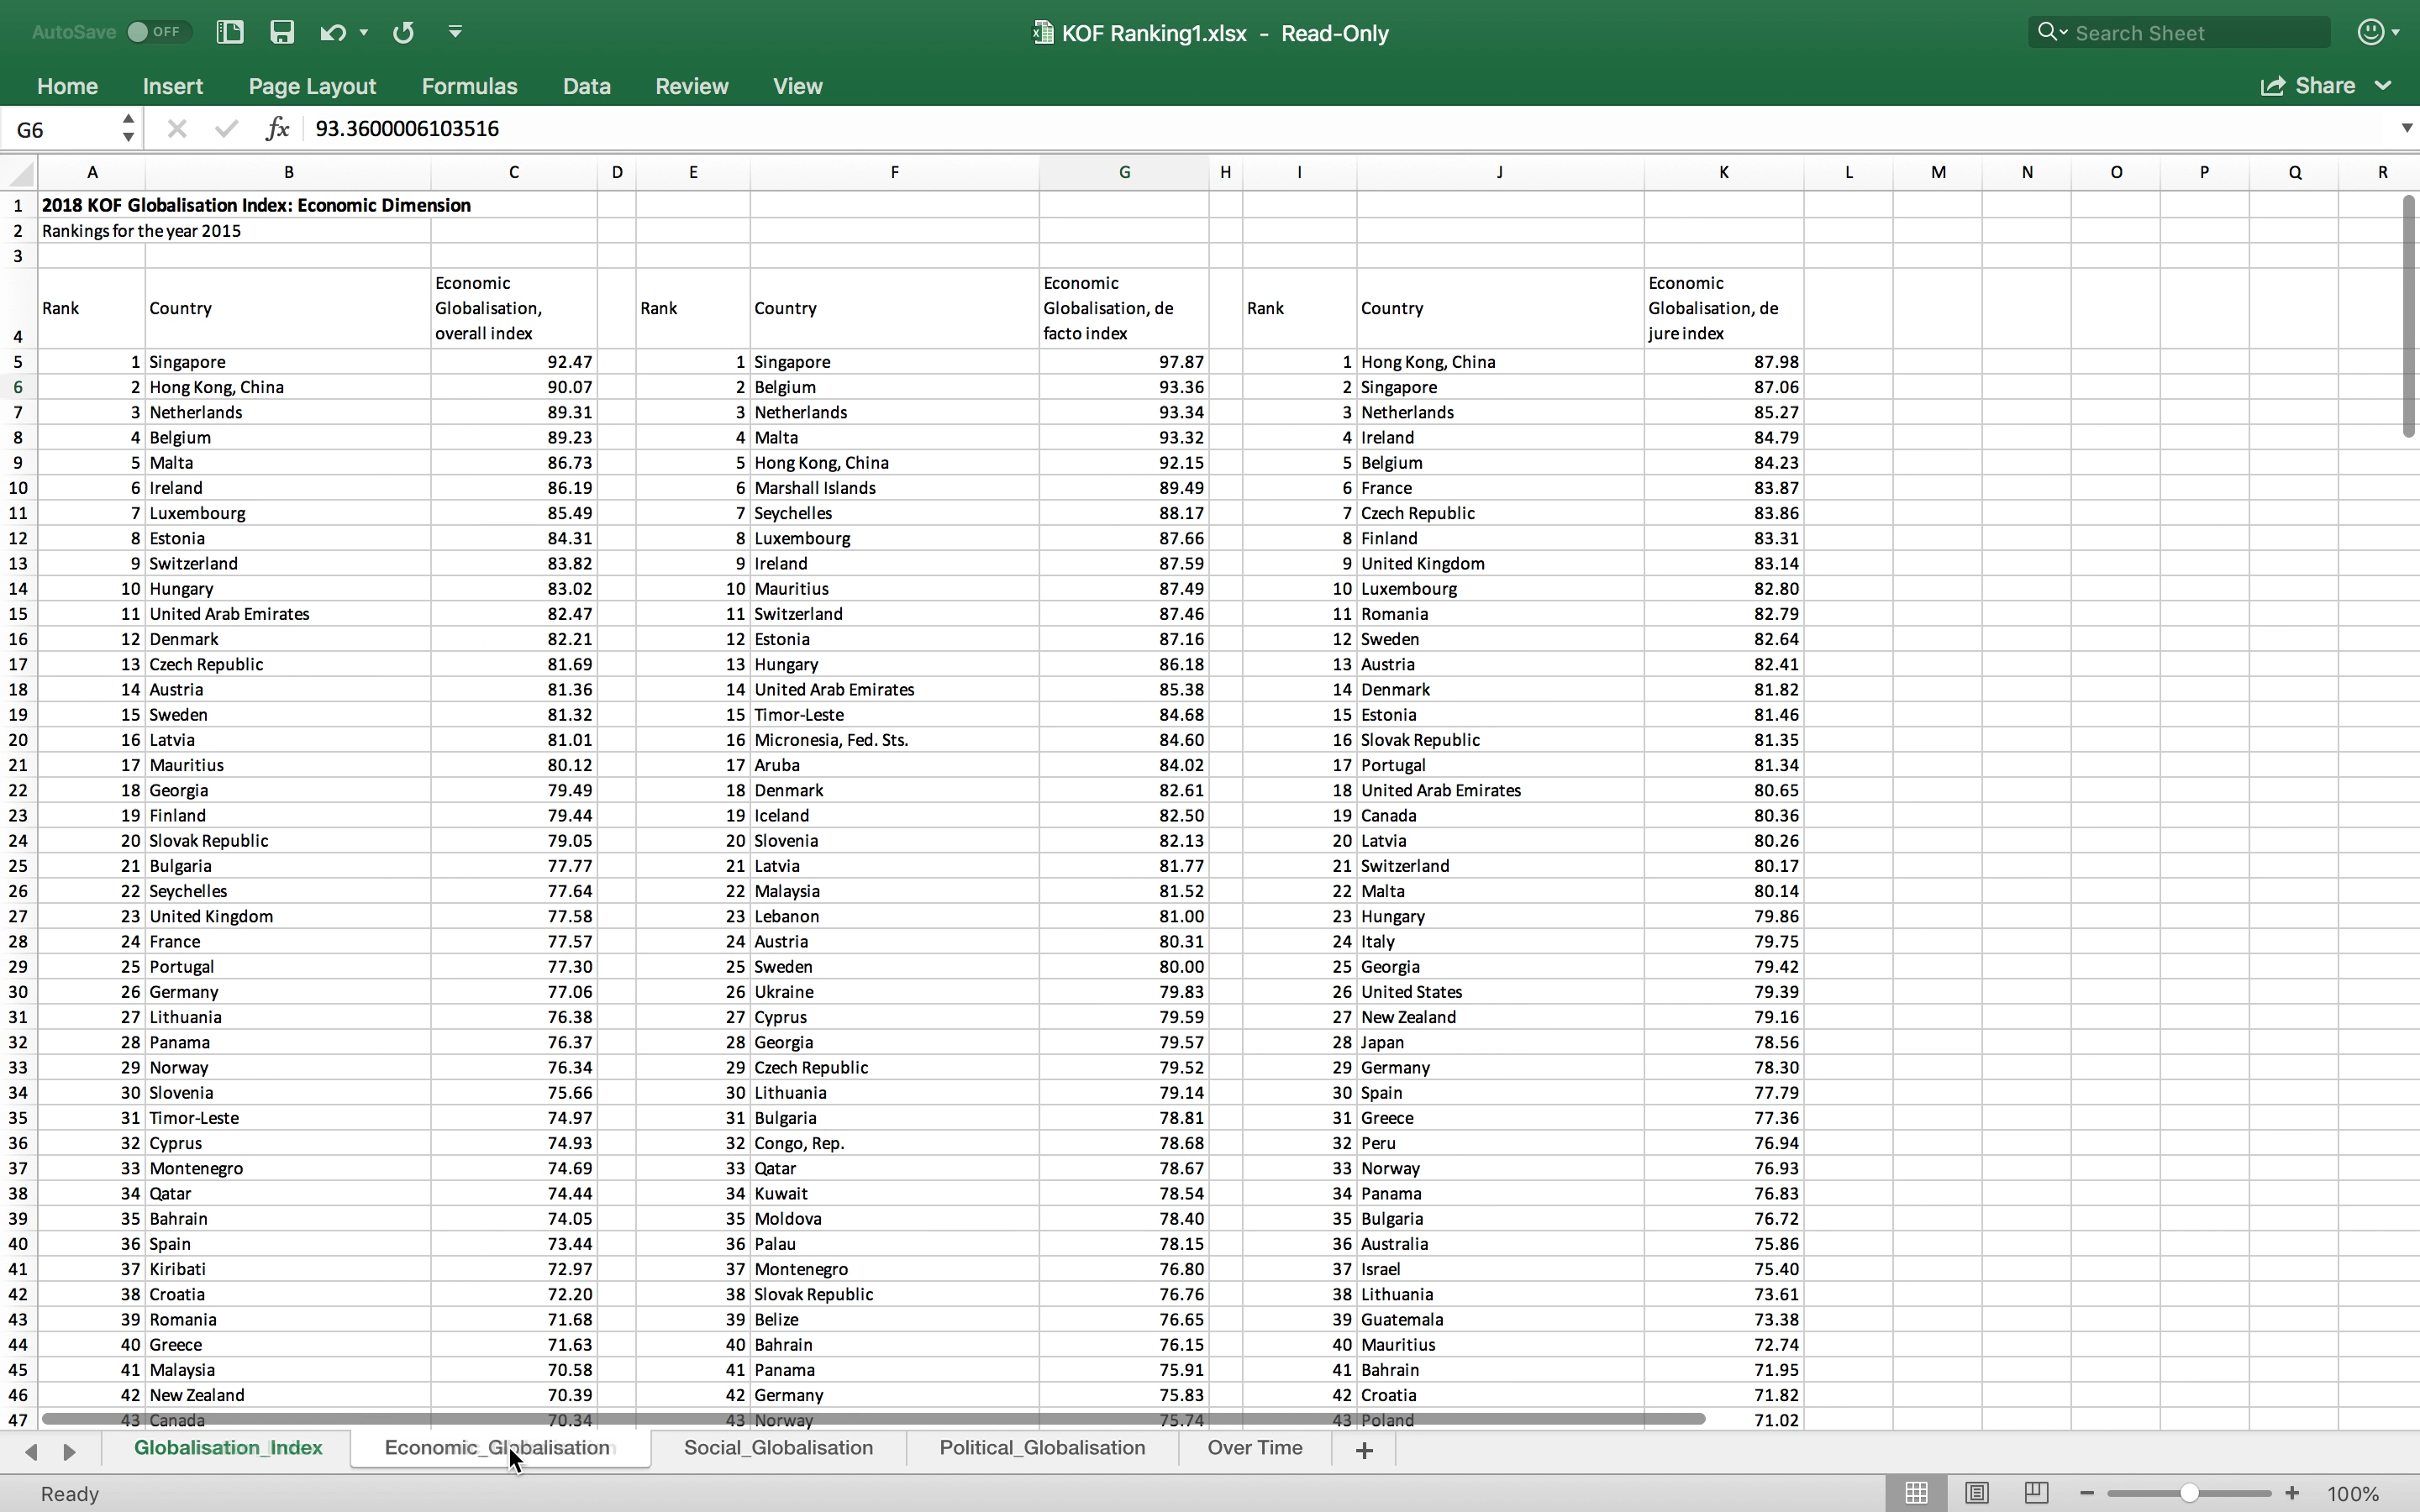 AutoSave OFF
KOF Ranking1.xlsx - Read-Only
Search Sheet
Home Insert Page Layout Formulas Data Review View Share
G6 fx 93.3600006103516
A B C D E F G H I J K L M N O P Q R
1 2018 KOF Globalisation Index: Economic Dimension
2 Rankings for the year 2015
3
4 Rank Country Economic Globalisation, overall index Rank Country Economic Globalisation, de facto index Rank Country Economic Globalisation, de jure index
5 1 Singapore 92.47 1 Singapore 97.87 1 Hong Kong, China 87.98
6 2 Hong Kong, China 90.07 2 Belgium 93.36 2 Singapore 87.06
7 3 Netherlands 89.31 3 Netherlands 93.34 3 Netherlands 85.27
8 4 Belgium 89.23 4 Malta 93.32 4 Ireland 84.79
9 5 Malta 86.73 5 Hong Kong, China 92.15 5 Belgium 84.23
10 6 Ireland 86.19 6 Marshall Islands 89.49 6 France 83.87
11 7 Luxembourg 85.49 7 Seychelles 88.17 7 Czech Republic 83.86
12 8 Estonia 84.31 8 Luxembourg 87.66 8 Finland 83.31
13 9 Switzerland 83.82 9 Ireland 87.59 9 United Kingdom 83.14
14 10 Hungary 83.02 10 Mauritius 87.49 10 Luxembourg 82.80
15 11 United Arab Emirates 82.47 11 Switzerland 87.46 11 Romania 82.79
16 12 Denmark 82.21 12 Estonia 87.16 12 Sweden 82.64
17 13 Czech Republic 81.69 13 Hungary 86.18 13 Austria 82.41
18 14 Austria 81.36 14 United Arab Emirates 85.38 14 Denmark 81.82
19 15 Sweden 81.32 15 Timor-Leste 84.68 15 Estonia 81.46
20 16 Latvia 81.01 16 Micronesia, Fed. Sts. 84.60 16 Slovak Republic 81.35
21 17 Mauritius 80.12 17 Aruba 84.02 17 Portugal 81.34
22 18 Georgia 79.49 18 Denmark 82.61 18 United Arab Emirates 80.65
23 19 Finland 79.44 19 Iceland 82.50 19 Canada 80.36
24 20 Slovak Republic 79.05 20 Slovenia 82.13 20 Latvia 80.26
25 21 Bulgaria 77.77 21 Latvia 81.77 21 Switzerland 80.17
26 22 Seychelles 77.64 22 Malaysia 81.52 22 Malta 80.14
27 23 United Kingdom 77.58 23 Lebanon 81.00 23 Hungary 79.86
28 24 France 77.57 24 Austria 80.31 24 Italy 79.75
29 25 Portugal 77.30 25 Sweden 80.00 25 Georgia 79.42
30 26 Germany 77.06 26 Ukraine 79.83 26 United States 79.39
31 27 Lithuania 76.38 27 Cyprus 79.59 27 New Zealand 79.16
32 28 Panama 76.37 28 Georgia 79.57 28 Japan 78.56
33 29 Norway 76.34 29 Czech Republic 79.52 29 Germany 78.30
34 30 Slovenia 75.66 30 Lithuania 79.14 30 Spain 77.79
35 31 Timor-Leste 74.97 31 Bulgaria 78.81 31 Greece 77.36
36 32 Cyprus 74.93 32 Congo, Rep. 78.68 32 Peru 76.94
37 33 Montenegro 74.69 33 Qatar 78.67 33 Norway 76.93
38 34 Qatar 74.44 34 Kuwait 78.54 34 Panama 76.83
39 35 Bahrain 74.05 35 Moldova 78.40 35 Bulgaria 76.72
40 36 Spain 73.44 36 Palau 78.15 36 Australia 75.86
41 37 Kiribati 72.97 37 Montenegro 76.80 37 Israel 75.40
42 38 Croatia 72.20 38 Slovak Republic 76.76 38 Lithuania 73.61
43 39 Romania 71.68 39 Belize 76.65 39 Guatemala 73.38
44 40 Greece 71.63 40 Bahrain 76.15 40 Mauritius 72.74
45 41 Malaysia 70.58 41 Panama 75.91 41 Bahrain 71.95
46 42 New Zealand 70.39 42 Germany 75.83 42 Croatia 71.82
47 43 Canada 70.34 43 Norway 75.74 43 Poland 71.02
Globalisation_Index Economic_Globalisation Social_Globalisation Political_Globalisation Over Time +
Ready 100%